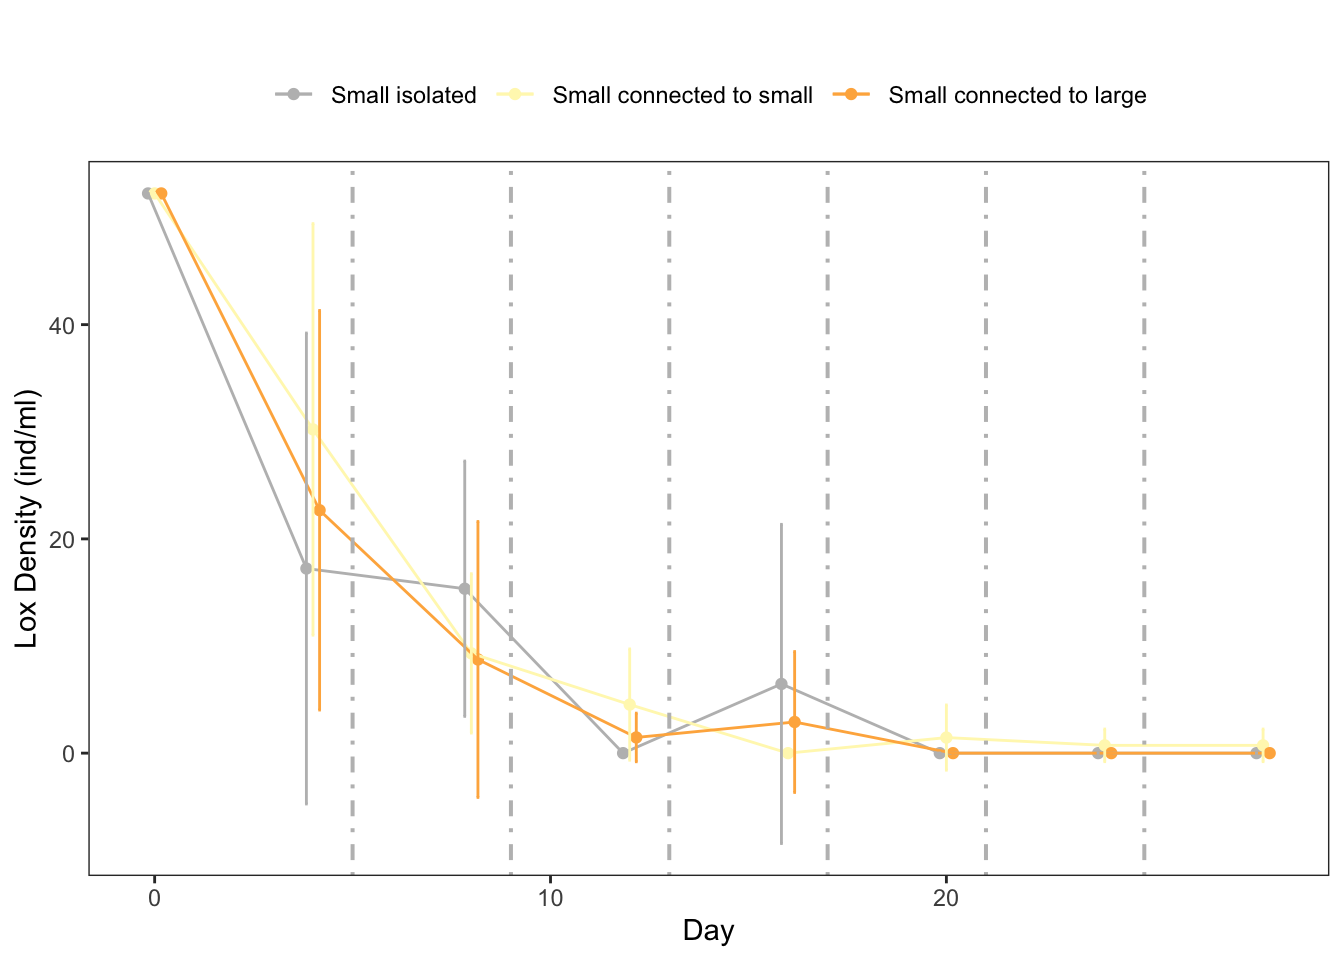 Small isolated Small connected to small Small connected to large
Lox Density (ind/ml)
40
20
0
0 10 20
Day